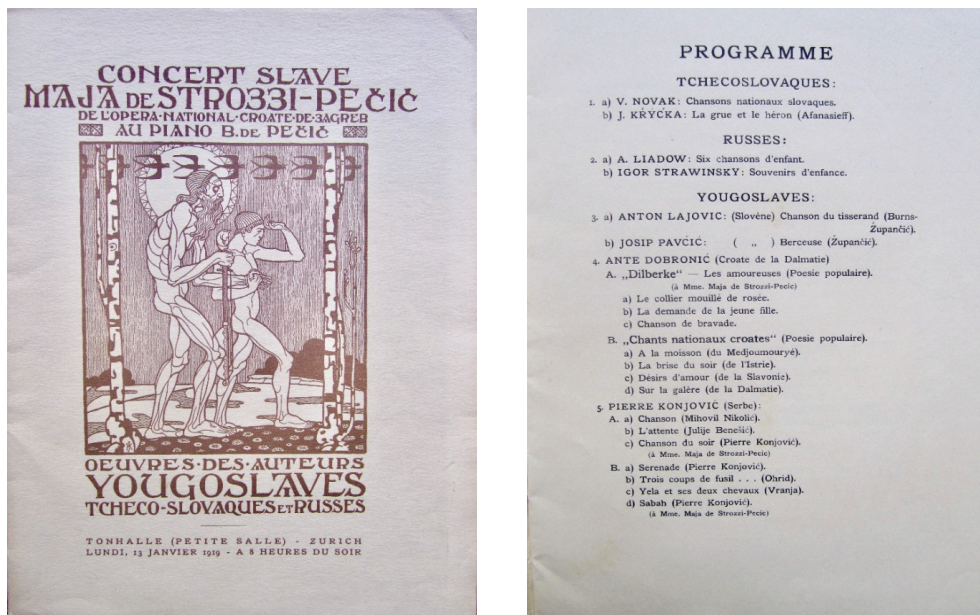 CONCERT SLAVE
MAJA DE STROZZI-PEČIČ
DE L'OPERA·NATIONAL·CROATE·DE·ZAGREB
AU PIANO B. DE PEČIČ
OEUVRES·DES·AUTEURS
YOUGOSLAVES
TCHECO-SLOVAQUES ET RUSSES
TONHALLE (PETITE SALLE) - ZURICH
LUNDI, 13 JANVIER 1919 - A 8 HEURES DU SOIR
PROGRAMME
TCHECOSLOVAQUES:
1. a) V. NOVAK: Chansons nationaux slovaques.
b) J. KŘYČKA: La grue et le héron (Afanasieff).
RUSSES:
2. a) A. LIADOW: Six chansons d'enfant.
b) IGOR STRAWINSKY: Souvenirs d'enfance.
YOUGOSLAVES:
3. a) ANTON LAJOVIC: (Slovène) Chanson du tisserand (Burns-
Župančić).
b) JOSIP PAVČIĆ: ( „ ) Berceuse (Župančić).
4. ANTE DOBRONIĆ (Croate de la Dalmatie)
A. „Dilberke“ — Les amoureuses (Poesie populaire).
(à Mme. Maja de Strozzi-Pecic)
a) Le collier mouillé de rosée.
b) La demande de la jeune fille.
c) Chanson de bravade.
B. „Chants nationaux croates“ (Poesie populaire).
a) A la moisson (du Medjoumouryé).
b) La brise du soir (de l'Istrie).
c) Désirs d'amour (de la Slavonie).
d) Sur la galère (de la Dalmatie).
5. PIERRE KONJOVIĆ (Serbe):
A. a) Chanson (Mihovil Nikolić).
b) L'attente (Julije Benešić).
c) Chanson du soir (Pierre Konjović).
(à Mme. Maja de Strozzi-Pecic)
B. a) Serenade (Pierre Konjović).
b) Trois coups de fusil . . . (Ohrid).
c) Yela et ses deux chevaux (Vranja).
d) Sabah (Pierre Konjović).
(à Mme. Maja de Strozzi-Pecic)